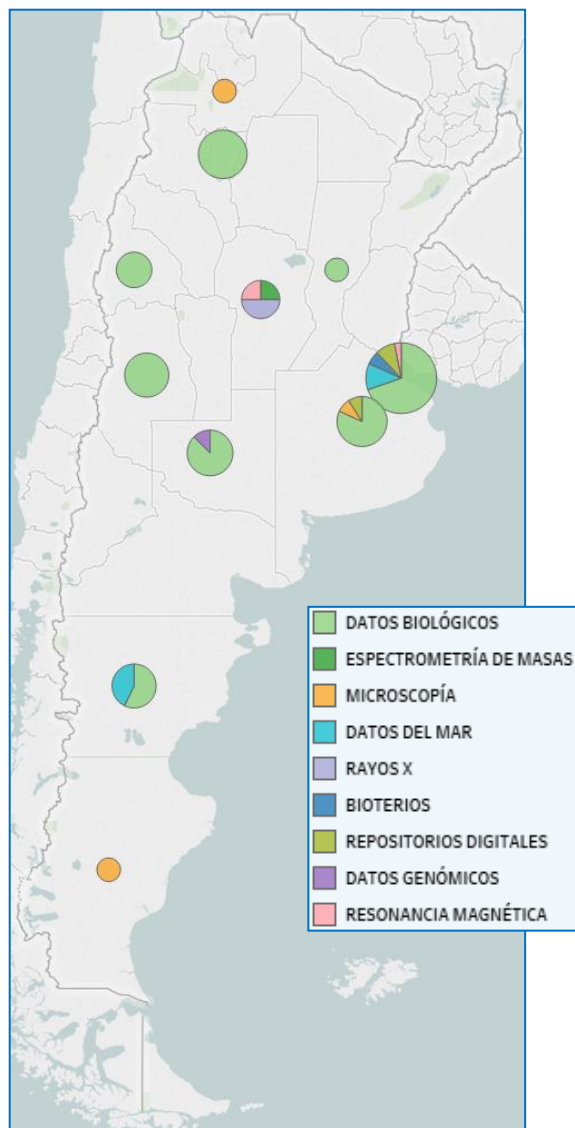 DATOS BIOLÓGICOS
ESPECTROMETRÍA DE MASAS
MICROSCOPÍA
DATOS DEL MAR
RAYOS X
BIOTERIOS
REPOSITORIOS DIGITALES
DATOS GENÓMICOS
RESONANCIA MAGNÉTICA